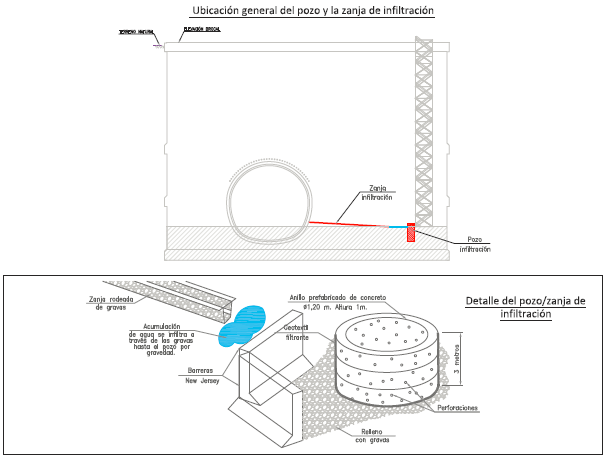 Ubicación general del pozo y la zanja de infiltración
TERRENO NATURAL
ELEVACIÓN BROCAL
Zanja
infiltración
Pozo
infiltración
Detalle del pozo/zanja de
infiltración
Zanja rodeada
de gravas
Acumulación
de agua se infiltra a
través de las gravas
hasta el pozo por
gravedad.
Anillo prefabricado de concreto
Ø1,20 m. Altura 1m.
Geotextil
filtrante
Barreras
New Jersey
3 metros
Perforaciones
Relleno
con gravas